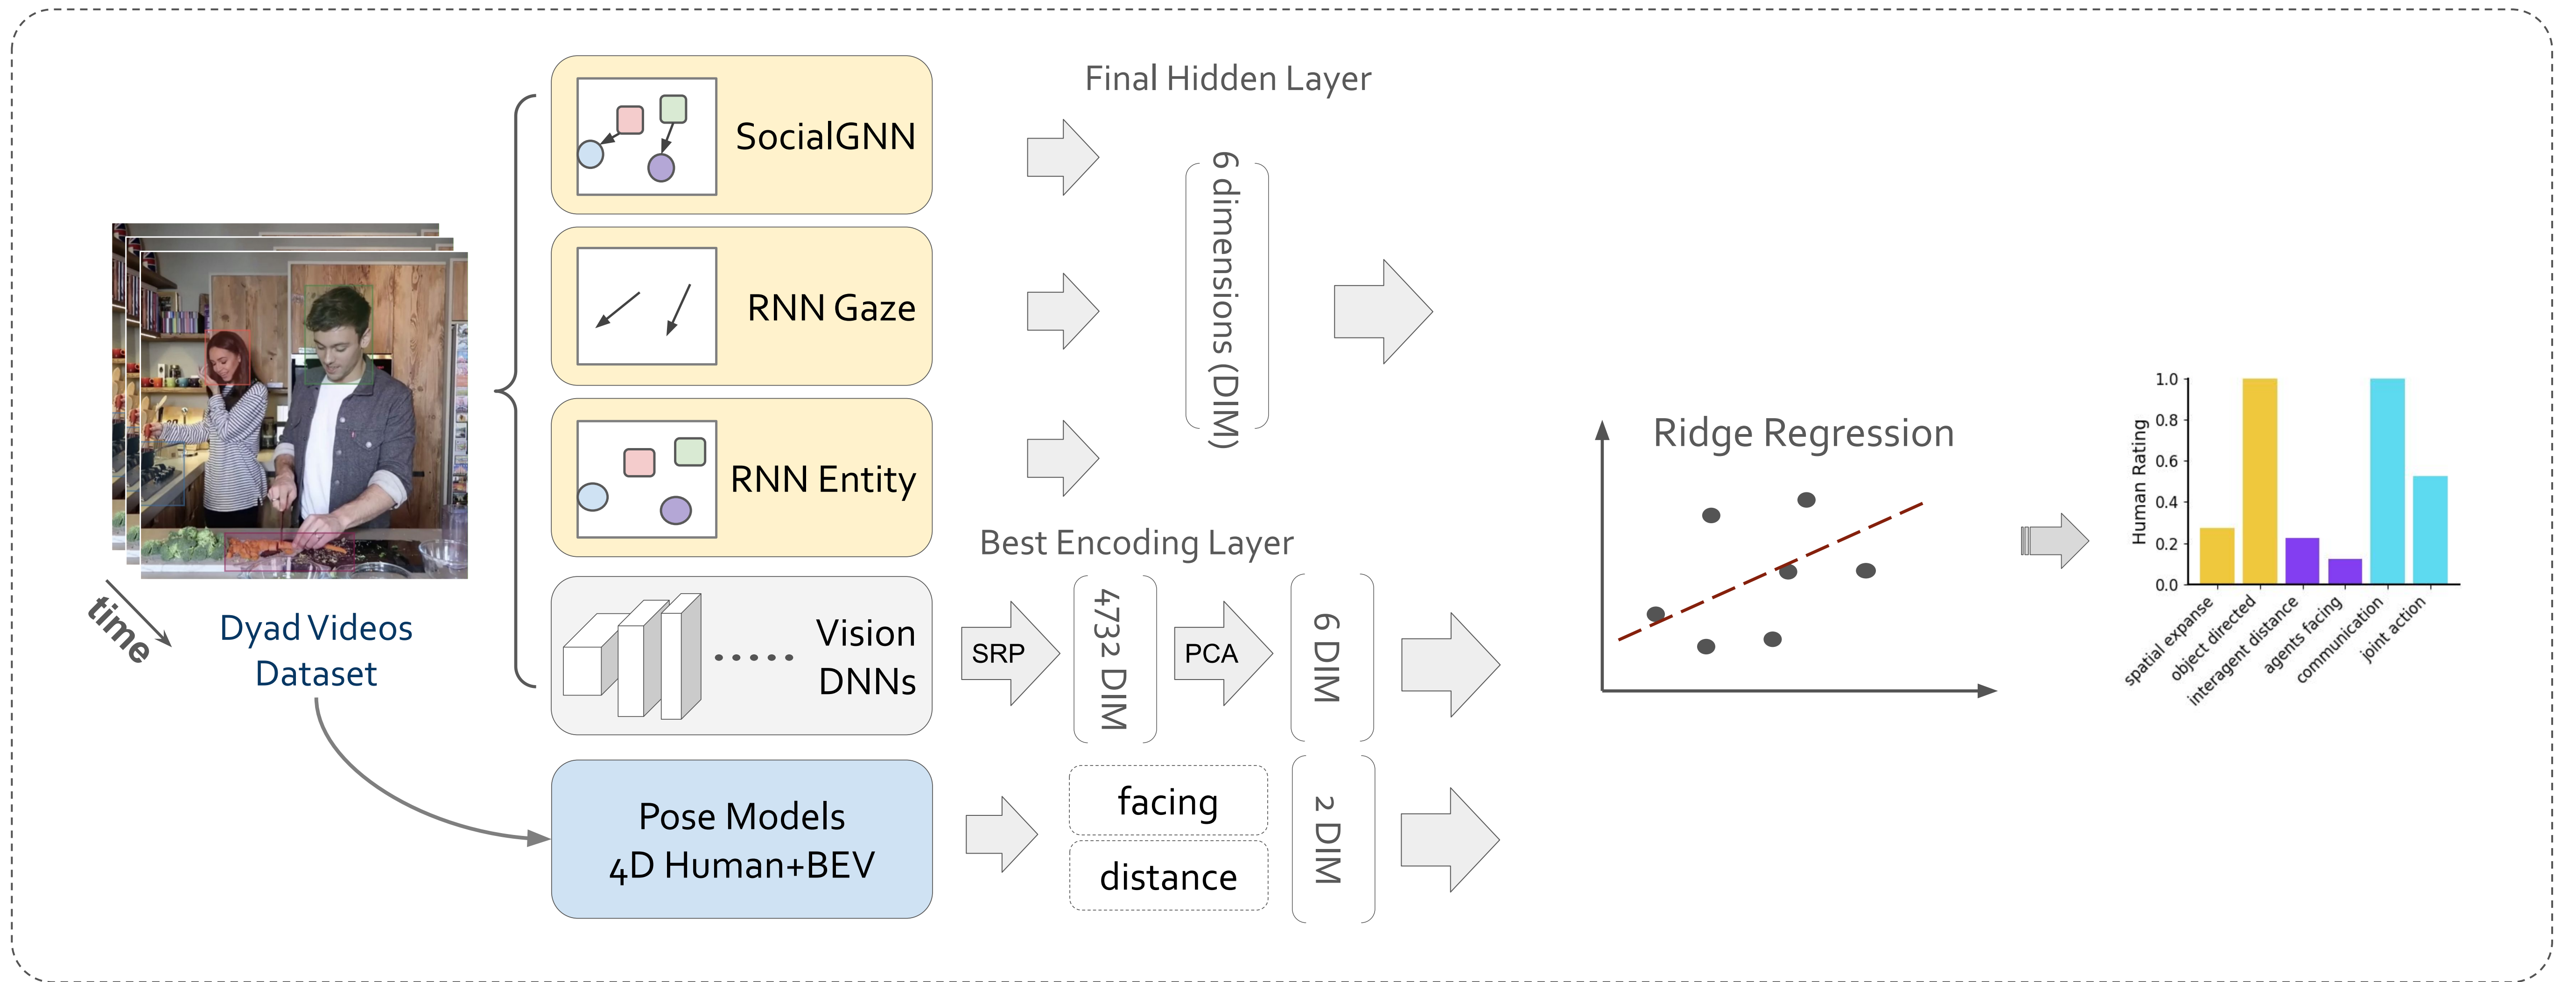 Final Hidden Layer
SocialGNN
RNN Gaze
RNN Entity
6 dimensions (DIM)
Best Encoding Layer
Vision
DNNs
SRP
4732 DIM
PCA
6 DIM
time
Dyad Videos
Dataset
Pose Models
4D Human+BEV
facing
distance
2 DIM
Ridge Regression
Human Rating
1.0
0.8
0.6
0.4
0.2
0.0
spatial expanse
object directed
interagent distance
agents facing
communication
joint action